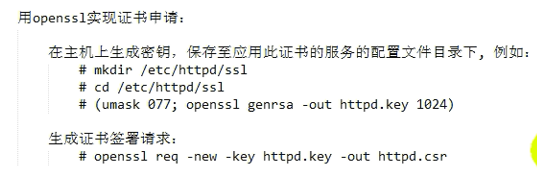 用openssl实现证书申请:
在主机上生成密钥，保存至应用此证书的服务的配置文件目录下, 例如:
# mkdir /etc/httpd/ssl
# cd /etc/httpd/ssl
# (umask 077; openssl genrsa -out httpd.key 1024)
生成证书签署请求:
# openssl req -new -key httpd.key -out httpd.csr